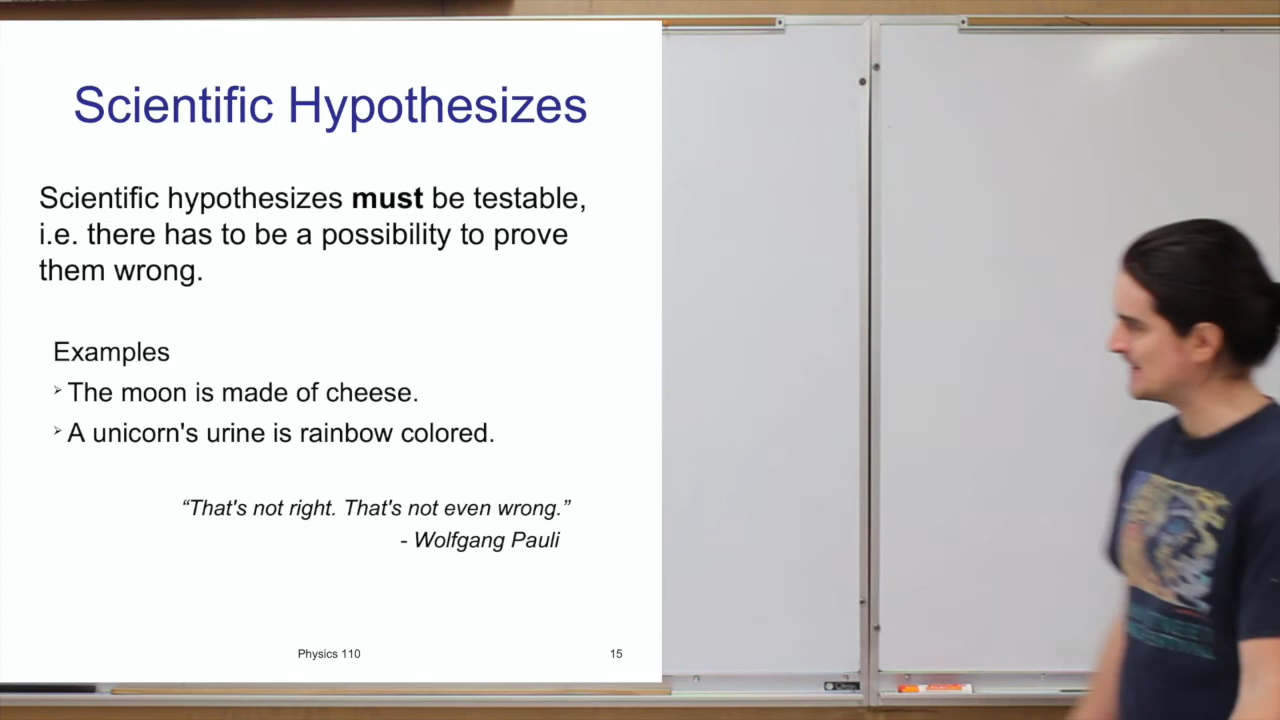 Scientific Hypothesizes
Scientific hypothesizes must be testable,
i.e. there has to be a possibility to prove
them wrong.
Examples
➢ The moon is made of cheese.
➢ A unicorn's urine is rainbow colored.
“That's not right. That's not even wrong.”
- Wolfgang Pauli
Physics 110
15